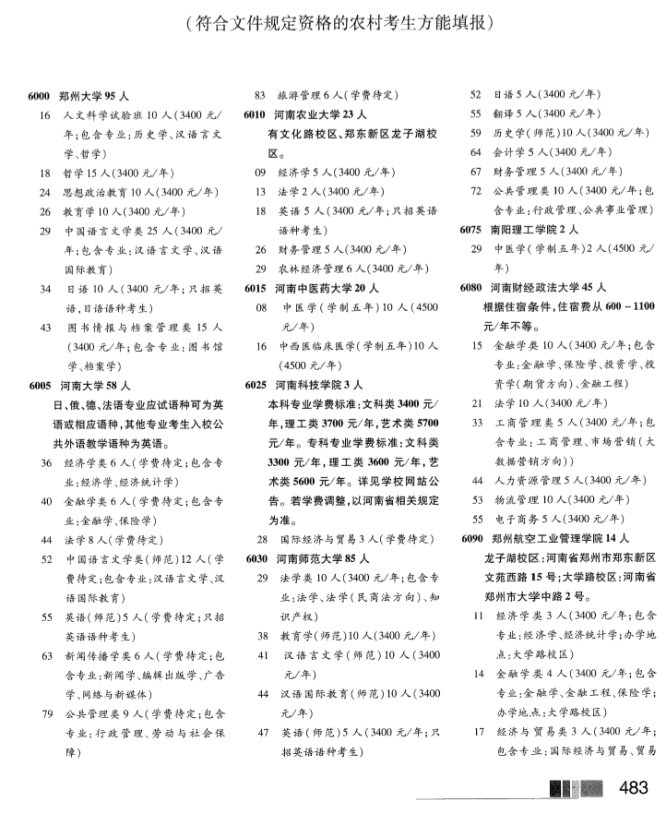 (符合文件规定资格的农村考生方能填报)
6000 郑州大学 95 人
16 人文科学试验班 10 人(3400 元/
年;包含专业:历史学、汉语言文
学、哲学)
18 哲学 15 人(3400 元/年)
24 思想政治教育 10 人(3400 元/年)
26 教育学 10 人(3400 元/年)
29 中国语言文学类 25 人(3400 元/
年;包含专业:汉语言文学、汉语
国际教育)
34 日语 10 人(3400 元/年;只招英
语,日语语种考生)
43 图书情报与档案管理类 15 人
(3400 元/年;包含专业:图书馆
学、档案学)
6005 河南大学 58 人
日、俄、德、法语专业应试语种可为英
语或相应语种,其他专业考生入校公
共外语教学语种为英语。
36 经济学类 6 人(学费待定;包含专
业:经济学、经济统计学)
40 金融学类 6 人(学费待定;包含专
业:金融学、保险学)
44 法学 8 人(学费待定)
52 中国语言文学类(师范)12 人(学
费待定;包含专业:汉语言文学、汉
语国际教育)
55 英语(师范)5 人(学费待定;只招
英语语种考生)
63 新闻传播学类 6 人(学费待定;包
含专业:新闻学、编辑出版学、广告
学、网络与新媒体)
79 公共管理类 9 人(学费待定;包含
专业:行政管理、劳动与社会保
障)
83 旅游管理 6 人(学费待定)
6010 河南农业大学 23 人
有文化路校区、郑东新区龙子湖校
区。
09 经济学 5 人(3400 元/年)
13 法学 2 人(3400 元/年)
18 英语 5 人(3400 元/年;只招英语
语种考生)
26 财务管理 5 人(3400 元/年)
29 农林经济管理 6 人(3400 元/年)
6015 河南中医药大学 20 人
08 中医学(学制五年)10 人(4500
元/年)
16 中西医临床医学(学制五年)10 人
(4500 元/年)
6025 河南科技学院 3 人
本科专业学费标准:文科类 3400 元/
年,理工类 3700 元/年,艺术类 5700
元/年。专科专业学费标准:文科类
3300 元/年,理工类 3600 元/年,艺
术类 5600 元/年。详见学校网站公
告。若学费调整,以河南省相关规定
为准。
28 国际经济与贸易 3 人(学费待定)
6030 河南师范大学 85 人
29 法学类 10 人(3400 元/年;包含专
业:法学、法学(民商法方向)、知
识产权)
38 教育学(师范)10 人(3400 元/年)
41 汉语言文学(师范)10 人(3400
元/年)
44 汉语国际教育(师范)10 人(3400
元/年)
47 英语(师范)5 人(3400 元/年;只
招英语语种考生)
52 日语 5 人(3400 元/年)
55 翻译 5 人(3400 元/年)
59 历史学(师范)10 人(3400 元/年)
64 会计学 5 人(3400 元/年)
67 财务管理 5 人(3400 元/年)
72 公共管理类 10 人(3400 元/年;包
含专业:行政管理、公共事业管理)
6075 南阳理工学院 2 人
29 中医学(学制五年)2 人(4500 元/
年)
6080 河南财经政法大学 45 人
根据住宿条件,住宿费从 600-1100
元/年不等。
15 金融学类 10 人(3400 元/年;包含
专业:金融学、保险学、投资学、投
资学(期货方向)、金融工程)
21 法学 10 人(3400 元/年)
33 工商管理类 5 人(3400 元/年;包
含专业:工商管理、市场营销(大
数据营销方向))
44 人力资源管理 5 人(3400 元/年)
53 物流管理 10 人(3400 元/年)
55 电子商务 5 人(3400 元/年)
6090 郑州航空工业管理学院 14 人
龙子湖校区:河南省郑州市郑东新区
文苑西路 15 号;大学路校区:河南省
郑州市大学中路 2 号。
11 经济学类 3 人(3400 元/年;包含
专业:经济学、经济统计学;办学地
点:大学路校区)
14 金融学类 4 人(3400 元/年;包含
专业:金融学、金融工程、保险学;
办学地点:大学路校区)
17 经济与贸易类 3 人(3400 元/年;
包含专业:国际经济与贸易、贸易
483